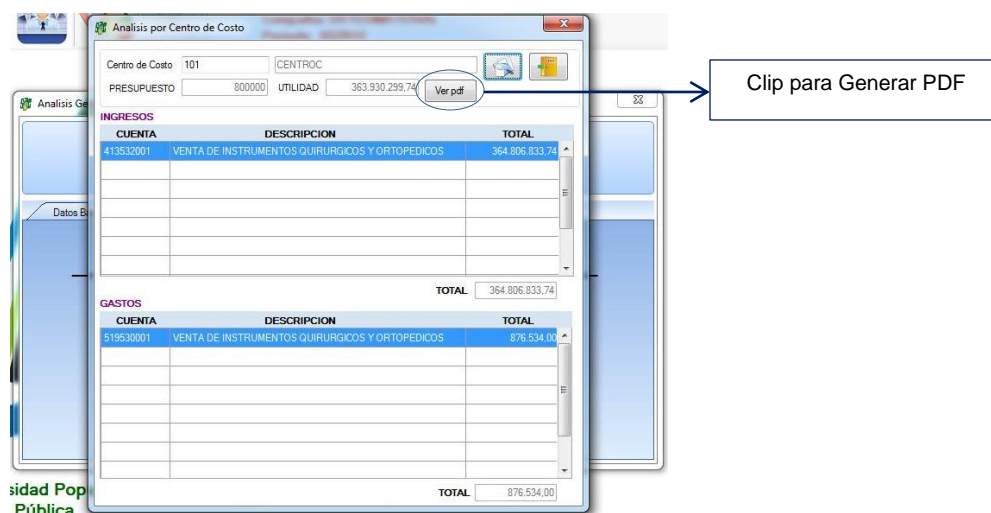 Analisis por Centro de Costo
Centro de Costo 101 CENTROC
PRESUPUESTO 800000 UTILIDAD 363.930.299,74 Ver pdf
Clip para Generar PDF
Analisis Ge
INGRESOS
CUENTA DESCRIPCION TOTAL
413532001 VENTA DE INSTRUMENTOS QUIRURGICOS Y ORTOPEDICOS 364.806.833,74
Datos B
TOTAL 364.806.833,74
GASTOS
CUENTA DESCRIPCION TOTAL
519530001 VENTA DE INSTRUMENTOS QUIRURGICOS Y ORTOPEDICOS 876.534,00
TOTAL 876.534,00
sidad Pop
Pública